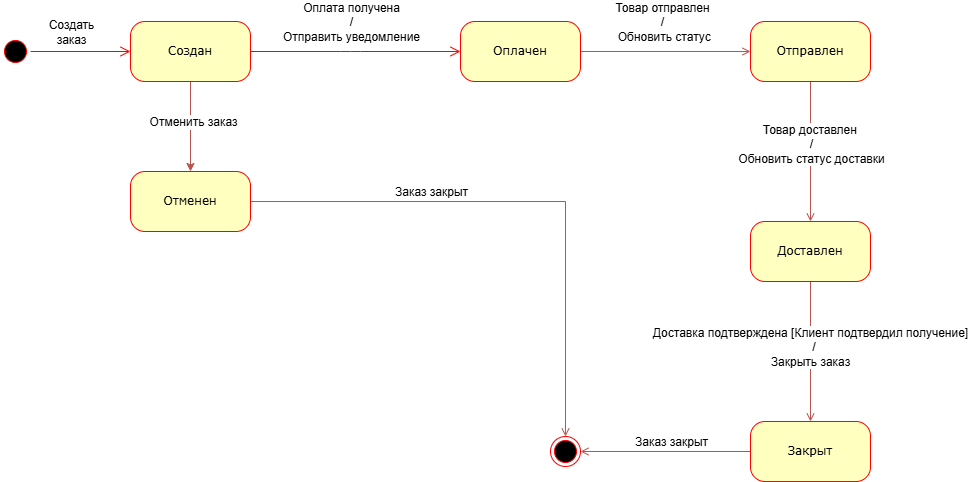 Создать
заказ
Создан
Оплата получена
/
Отправить уведомление
Оплачен
Товар отправлен
/
Обновить статус
Отправлен
Отменить заказ
Товар доставлен
/
Обновить статус доставки
Отменен
Заказ закрыт
Доставлен
Доставка подтверждена [Клиент подтвердил получение]
/
Закрыть заказ
Заказ закрыт
Закрыт